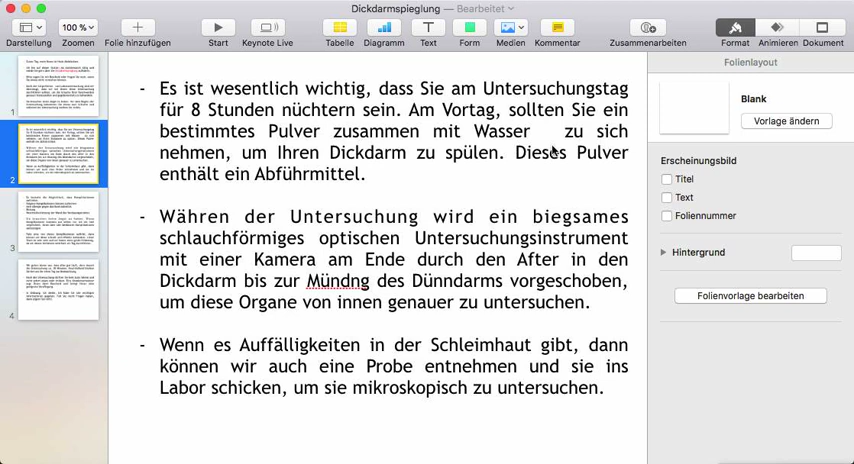 Dickdarmspieglung — Bearbeitet
100 %
Darstellung Zoomen Folie hinzufügen Start Keynote Live Tabelle Diagramm Text Form Medien Kommentar Zusammenarbeiten Format Animieren Dokument
- Es ist wesentlich wichtig, dass Sie am Untersuchungstag
für 8 Stunden nüchtern sein. Am Vortag, sollten Sie ein
bestimmtes Pulver zusammen mit Wasser zu sich
nehmen, um Ihren Dickdarm zu spülen. Dieses Pulver
enthält ein Abführmittel.
- Währen der Untersuchung wird ein biegsames
schlauchförmiges optischen Untersuchungsinstrument
mit einer Kamera am Ende durch den After in den
Dickdarm bis zur Mündng des Dünndarms vorgeschoben,
um diese Organe von innen genauer zu untersuchen.
- Wenn es Auffälligkeiten in der Schleimhaut gibt, dann
können wir auch eine Probe entnehmen und sie ins
Labor schicken, um sie mikroskopisch zu untersuchen.
1
2
3
4
Folienlayout
Blank
Vorlage ändern
Erscheinungsbild
Titel
Text
Foliennummer
Hintergrund
Folienvorlage bearbeiten